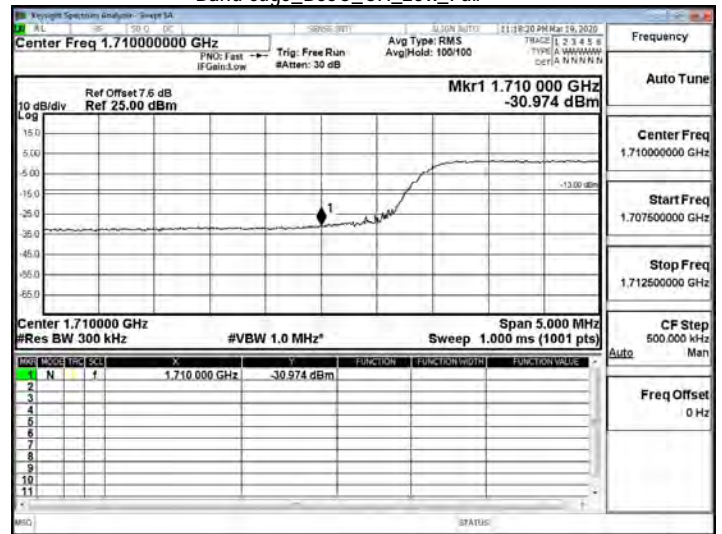 Keysight Spectrum Analyzer - Swept SA
RL RF 50 Ω DC SENSE:INT ALIGN AUTO 11:18:20 PM Mar 19, 2020
Center Freq 1.710000000 GHz
PNO: Fast
IFGain:Low
Trig: Free Run
#Atten: 30 dB
Avg Type: RMS
Avg|Hold: 100/100
TRACE 1 2 3 4 5 6
TYPE A WWWWW
DET A N N N N N
Frequency
Auto Tune
Mkr1 1.710 000 GHz
-30.974 dBm
Ref Offset 7.6 dB
10 dB/div Ref 25.00 dBm
Log
15.0
5.00
-5.00
-15.0
-25.0
-35.0
-45.0
-55.0
-65.0
-13.00 dBm
1
Center Freq
1.710000000 GHz
Start Freq
1.707500000 GHz
Stop Freq
1.712500000 GHz
Center 1.710000 GHz Span 5.000 MHz
#Res BW 300 kHz #VBW 1.0 MHz* Sweep 1.000 ms (1001 pts)
CF Step
500.000 kHz
Auto Man
MKR MODE TRC SCL X Y FUNCTION FUNCTION WIDTH FUNCTION VALUE
1 N f 1.710 000 GHz -30.974 dBm
2
3
4
5
6
7
8
9
10
11
Freq Offset
0 Hz
MSG STATUS